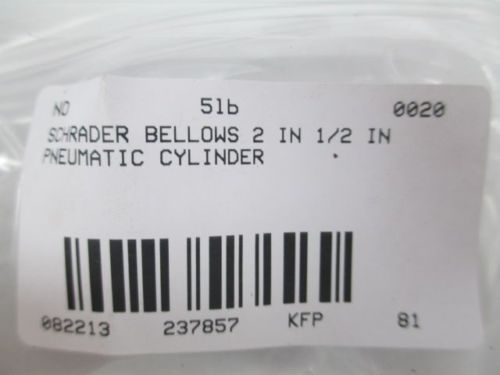 NO 51b 0020
SCHRADER BELLOWS 2 IN 1/2 IN
PNEUMATIC CYLINDER
082213 237857 KFP 81